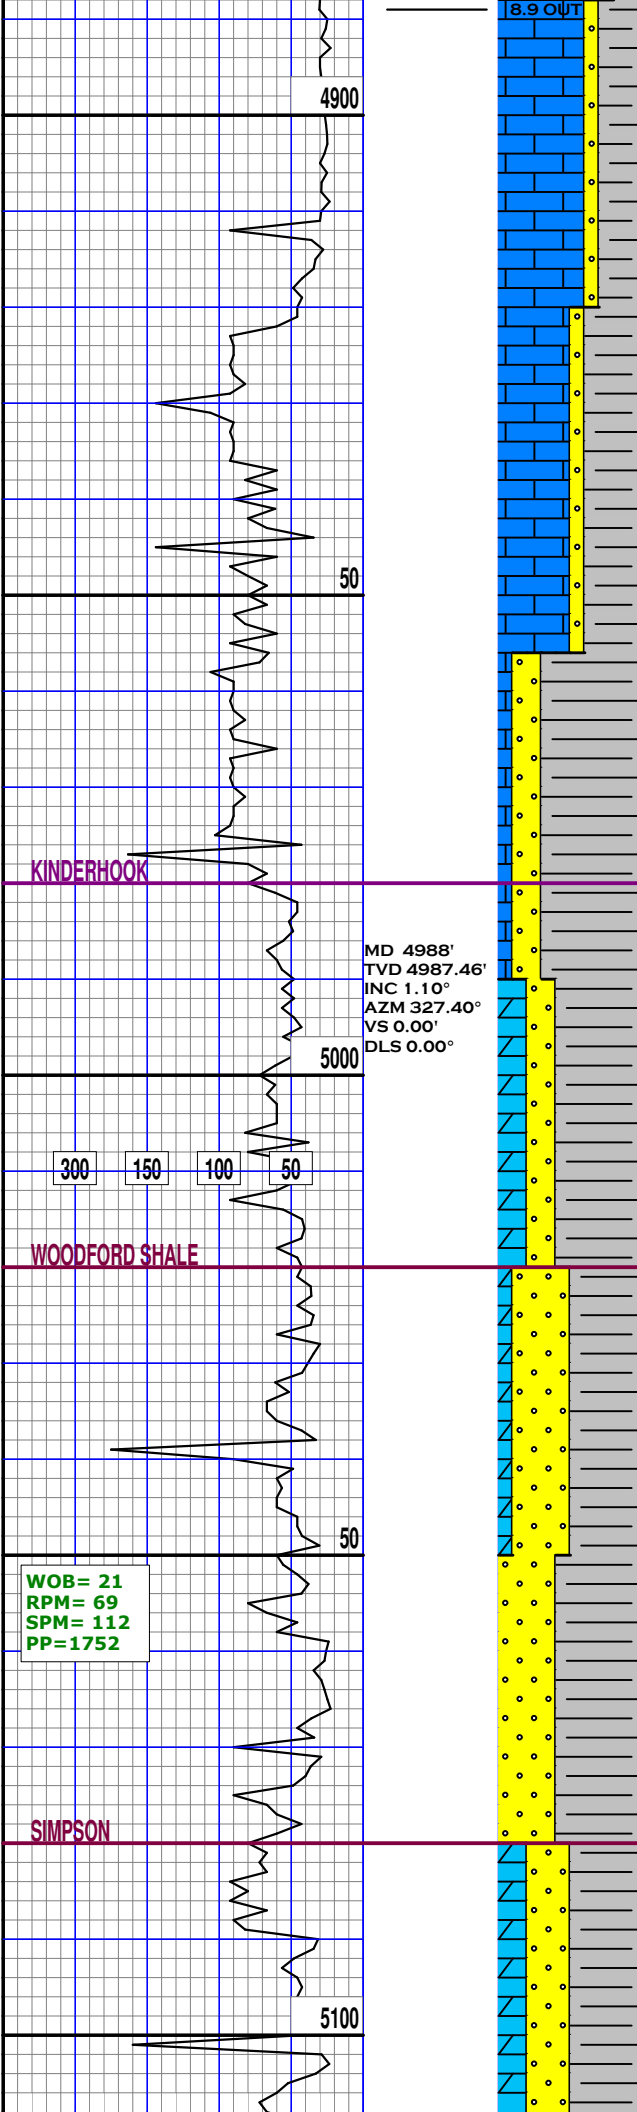 8.9 OUT
4900
50
KINDERHOOK
MD 4988'
TVD 4987.46'
INC 1.10°
AZM 327.40°
VS 0.00'
DLS 0.00°
5000
300 150 100 50
WOODFORD SHALE
50
WOB= 21
RPM= 69
SPM= 112
PP=1752
SIMPSON
5100